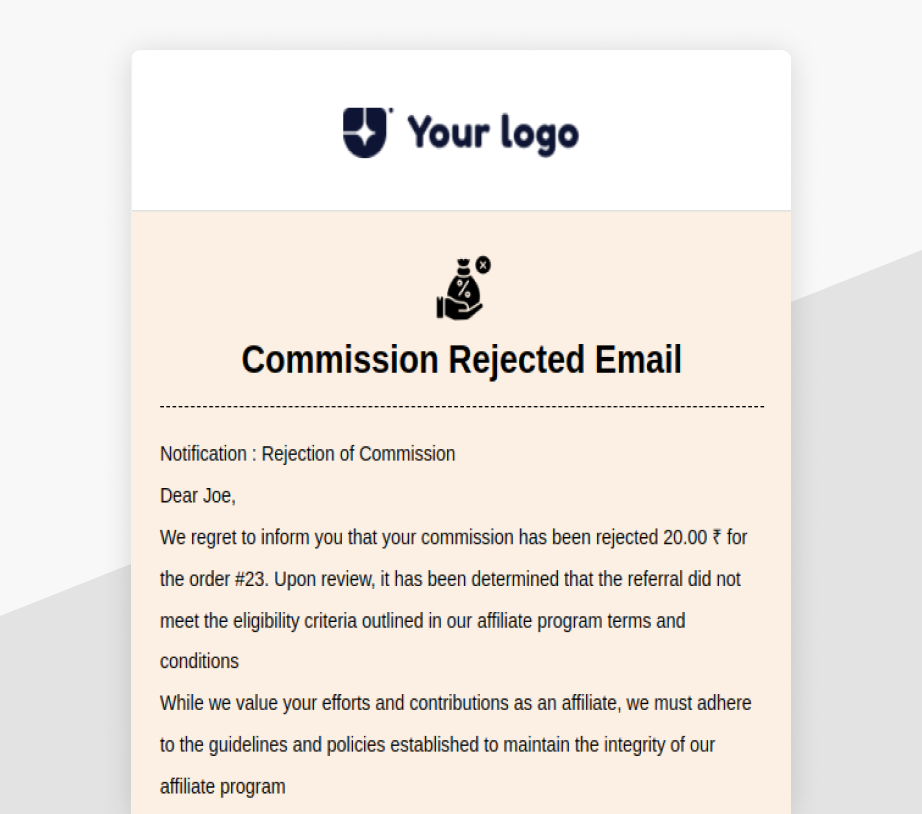 Your logo
%
x
Commission Rejected Email
Notification : Rejection of Commission
Dear Joe,
We regret to inform you that your commission has been rejected 20.00 ₹ for
the order #23. Upon review, it has been determined that the referral did not
meet the eligibility criteria outlined in our affiliate program terms and
conditions
While we value your efforts and contributions as an affiliate, we must adhere
to the guidelines and policies established to maintain the integrity of our
affiliate program